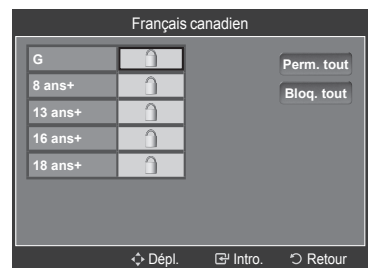 Français canadien
G
8 ans+
13 ans+
16 ans+
18 ans+
Perm. tout
Bloq. tout
Dépl. Intro. Retour